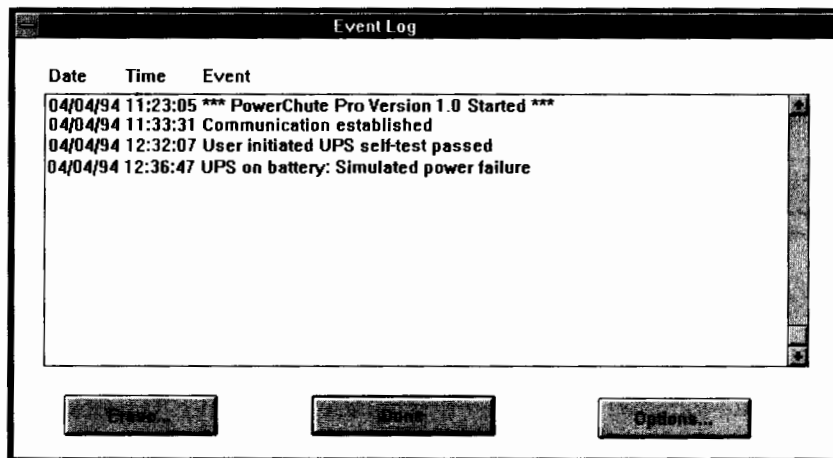 Event Log
Date Time Event
04/04/94 11:23:05 *** PowerChute Pro Version 1.0 Started ***
04/04/94 11:33:31 Communication established
04/04/94 12:32:07 User initiated UPS self-test passed
04/04/94 12:36:47 UPS on battery: Simulated power failure
Options...